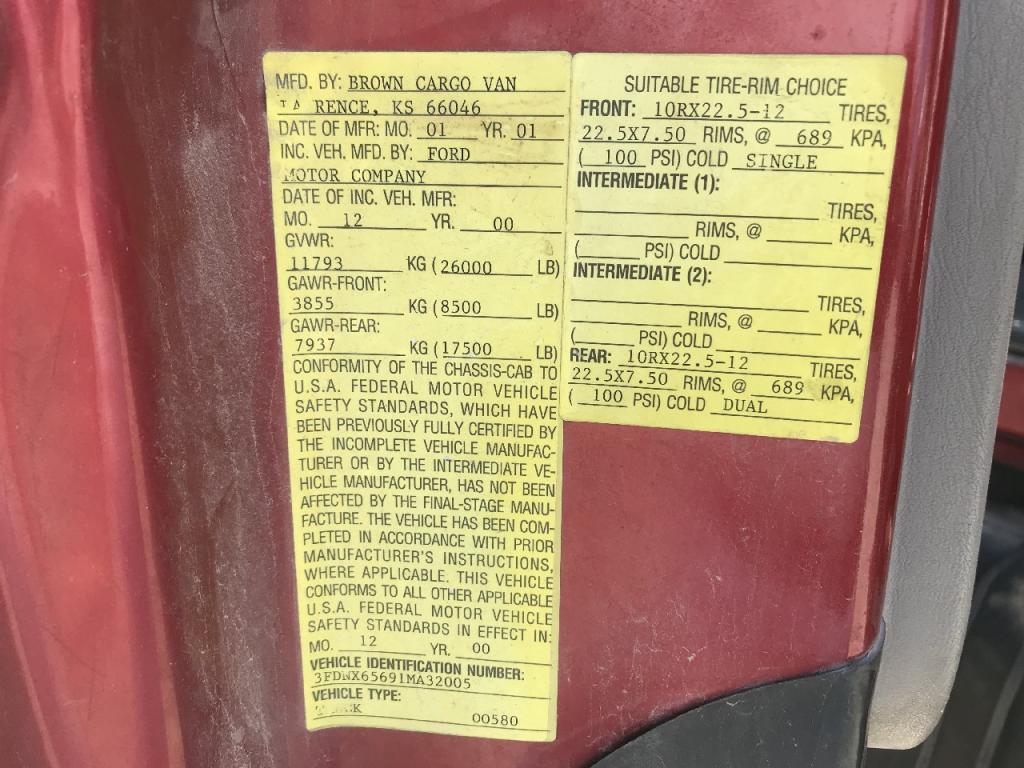 MFD. BY: BROWN CARGO VAN
RENCE, KS 66046
DATE OF MFR: MO. 01 YR. 01
INC. VEH. MFD. BY: FORD
MOTOR COMPANY
DATE OF INC. VEH. MFR:
MO. 12 YR. 00
GVWR:
11793 KG (26000 LB)
GAWR-FRONT:
3855 KG (8500 LB)
GAWR-REAR:
7937 KG (17500 LB)
CONFORMITY OF THE CHASSIS-CAB TO
U.S.A. FEDERAL MOTOR VEHICLE
SAFETY STANDARDS, WHICH HAVE
BEEN PREVIOUSLY FULLY CERTIFIED BY
THE INCOMPLETE VEHICLE MANUFAC-
TURER OR BY THE INTERMEDIATE VE-
HICLE MANUFACTURER, HAS NOT BEEN
AFFECTED BY THE FINAL-STAGE MANU-
FACTURE. THE VEHICLE HAS BEEN COM-
PLETED IN ACCORDANCE WITH PRIOR
MANUFACTURER'S INSTRUCTIONS,
WHERE APPLICABLE. THIS VEHICLE
CONFORMS TO ALL OTHER APPLICABLE
U.S.A. FEDERAL MOTOR VEHICLE
SAFETY STANDARDS IN EFFECT IN:
MO. 12 YR. 00
VEHICLE IDENTIFICATION NUMBER:
3FDWX65691MA32005
VEHICLE TYPE:
00580
SUITABLE TIRE-RIM CHOICE
FRONT: 10RX22.5-12 TIRES,
22.5X7.50 RIMS, @ 689 KPA,
( 100 PSI) COLD SINGLE
INTERMEDIATE (1):
TIRES,
RIMS, @ KPA,
( PSI) COLD
INTERMEDIATE (2):
TIRES,
RIMS, @ KPA,
( PSI) COLD
REAR: 10RX22.5-12 TIRES,
22.5X7.50 RIMS, @ 689 KPA,
( 100 PSI) COLD DUAL